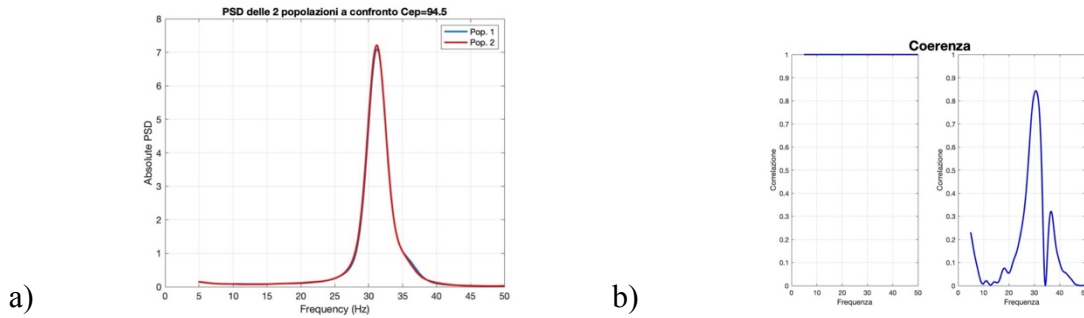 PSD delle 2 popolazioni a confronto Cep=94.5
8
7
6
5
4
3
2
1
0
Absolute PSD
Pop. 1
Pop. 2
0 5 10 15 20 25 30 35 40 45 50
Frequency (Hz)
a)
Coerenza
1
0.9
0.8
0.7
0.6
0.5
0.4
0.3
0.2
0.1
0
Correlazione
0 10 20 30 40 50
Frequenza
1
0.9
0.8
0.7
0.6
0.5
0.4
0.3
0.2
0.1
0
Correlazione
0 10 20 30 40 50
Frequenza
b)